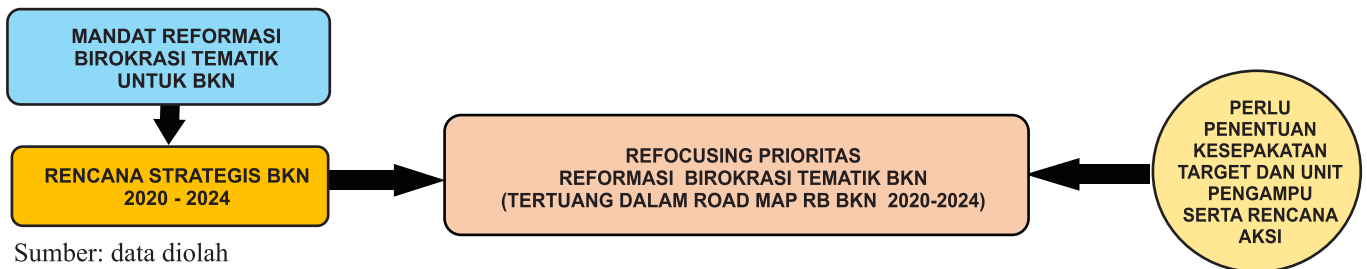 MANDAT REFORMASI
BIROKRASI TEMATIK
UNTUK BKN
RENCANA STRATEGIS BKN
2020 - 2024
REFOCUSING PRIORITAS
REFORMASI BIROKRASI TEMATIK BKN
(TERTUANG DALAM ROAD MAP RB BKN 2020-2024)
PERLU
PENENTUAN
KESEPAKATAN
TARGET DAN UNIT
PENGAMPU
SERTA RENCANA
AKSI
Sumber: data diolah